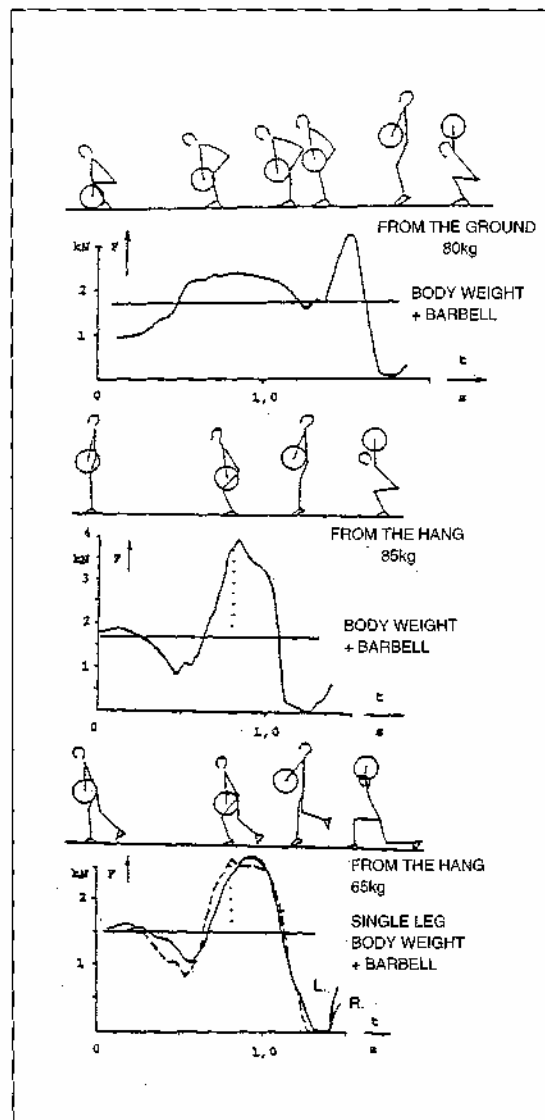 FROM THE GROUND
80kg
kN F
BODY WEIGHT
+ BARBELL
2
1
t
0 1,0 s
FROM THE HANG
85kg
4
kN F
3
BODY WEIGHT
+ BARBELL
2
1
t
0 1,0 s
FROM THE HANG
65kg
kN F
SINGLE LEG
BODY WEIGHT
+ BARBELL
2
1
L.
R.
t
0 1,0 s